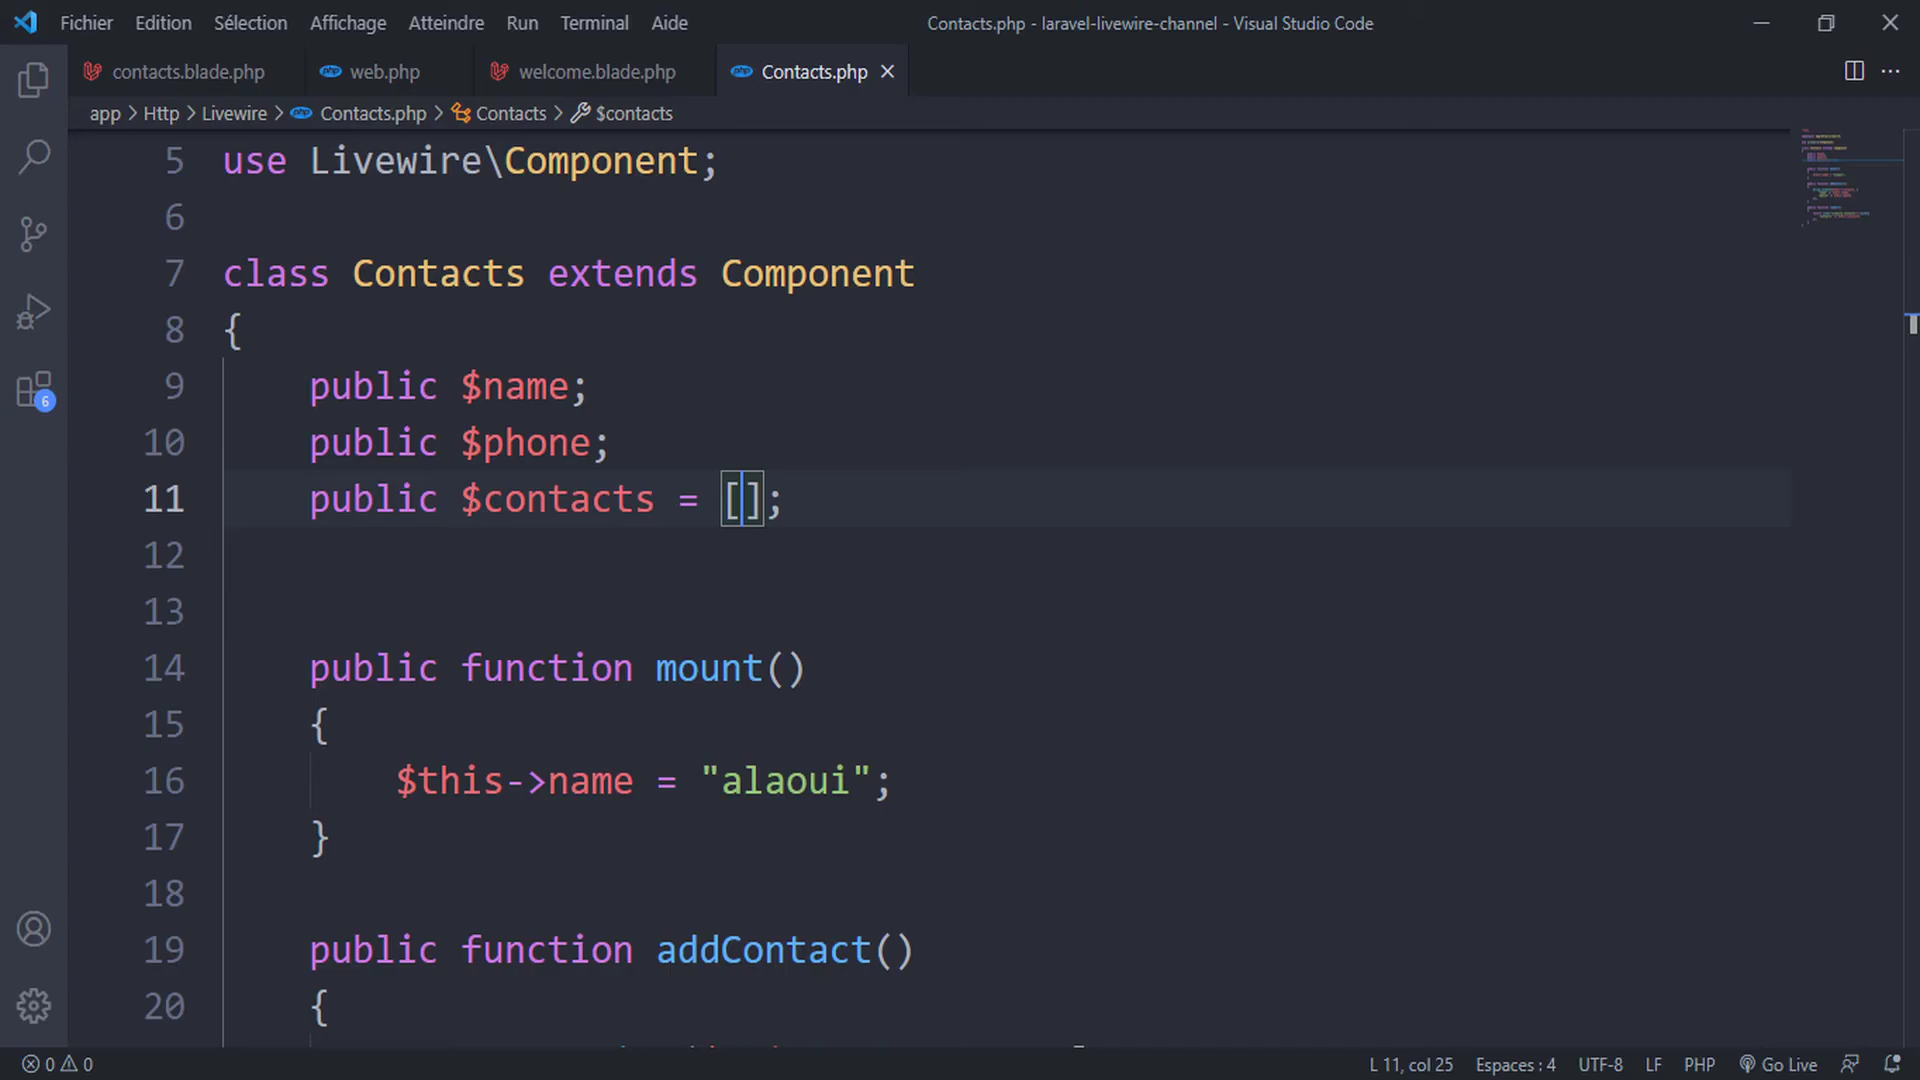 Fichier Edition Sélection Affichage Atteindre Run Terminal Aide Contacts.php - laravel-livewire-channel - Visual Studio Code
contacts.blade.php php web.php welcome.blade.php php Contacts.php
app > Http > Livewire > php Contacts.php > Contacts > $contacts
5 use Livewire\Component;
6
7 class Contacts extends Component
8 {
9 public $name;
10 public $phone;
11 public $contacts = [];
12
13
14 public function mount()
15 {
16 $this->name = "alaoui";
17 }
18
19 public function addContact()
20 {
6
0 0 L 11, col 25 Espaces : 4 UTF-8 LF PHP Go Live